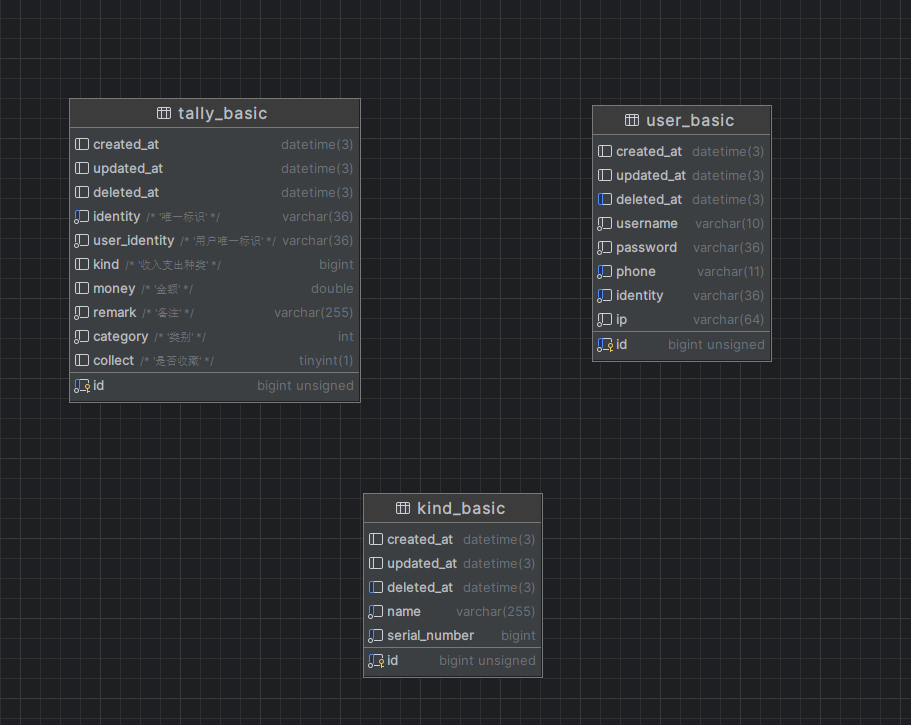 tally_basic
created_at datetime(3)
updated_at datetime(3)
deleted_at datetime(3)
identity /* '唯一标识' */ varchar(36)
user_identity /* '用户唯一标识' */ varchar(36)
kind /* '收入支出种类' */ bigint
money /* '金额' */ double
remark /* '备注' */ varchar(255)
category /* '类别' */ int
collect /* '是否收藏' */ tinyint(1)
id bigint unsigned
user_basic
created_at datetime(3)
updated_at datetime(3)
deleted_at datetime(3)
username varchar(10)
password varchar(36)
phone varchar(11)
identity varchar(36)
ip varchar(64)
id bigint unsigned
kind_basic
created_at datetime(3)
updated_at datetime(3)
deleted_at datetime(3)
name varchar(255)
serial_number bigint
id bigint unsigned